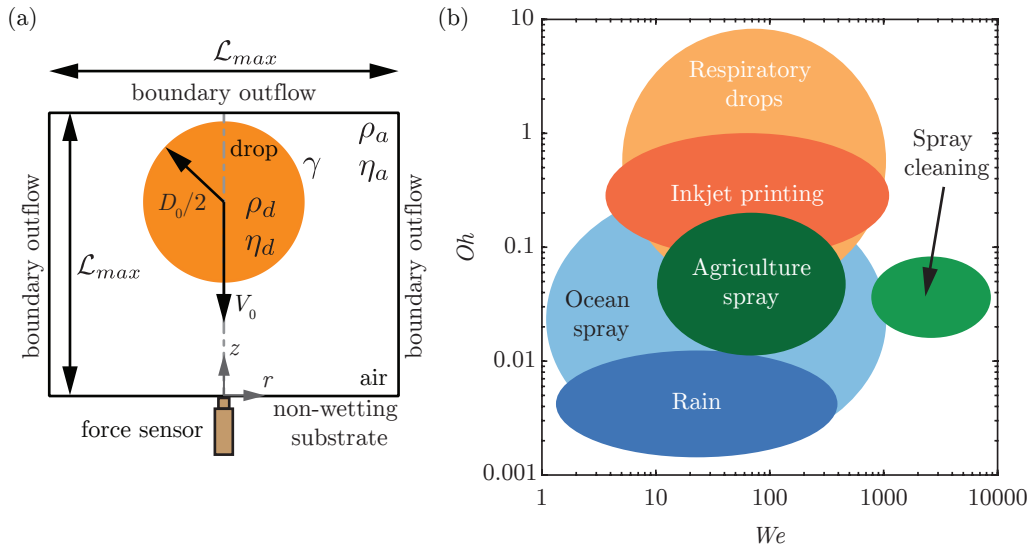 (a)
ℒmax
boundary outflow
ρa
ηa
drop
γ
D0/2
ρd
ηd
boundary outflow
ℒmax
boundary outflow
V0
z
r
air
non-wetting
substrate
force sensor
(b)
10
1
0.1
0.01
0.001
Oh
Respiratory
drops
Spray
cleaning
Inkjet printing
Agriculture
spray
Ocean
spray
Rain
1
10
100
1000
10000
We